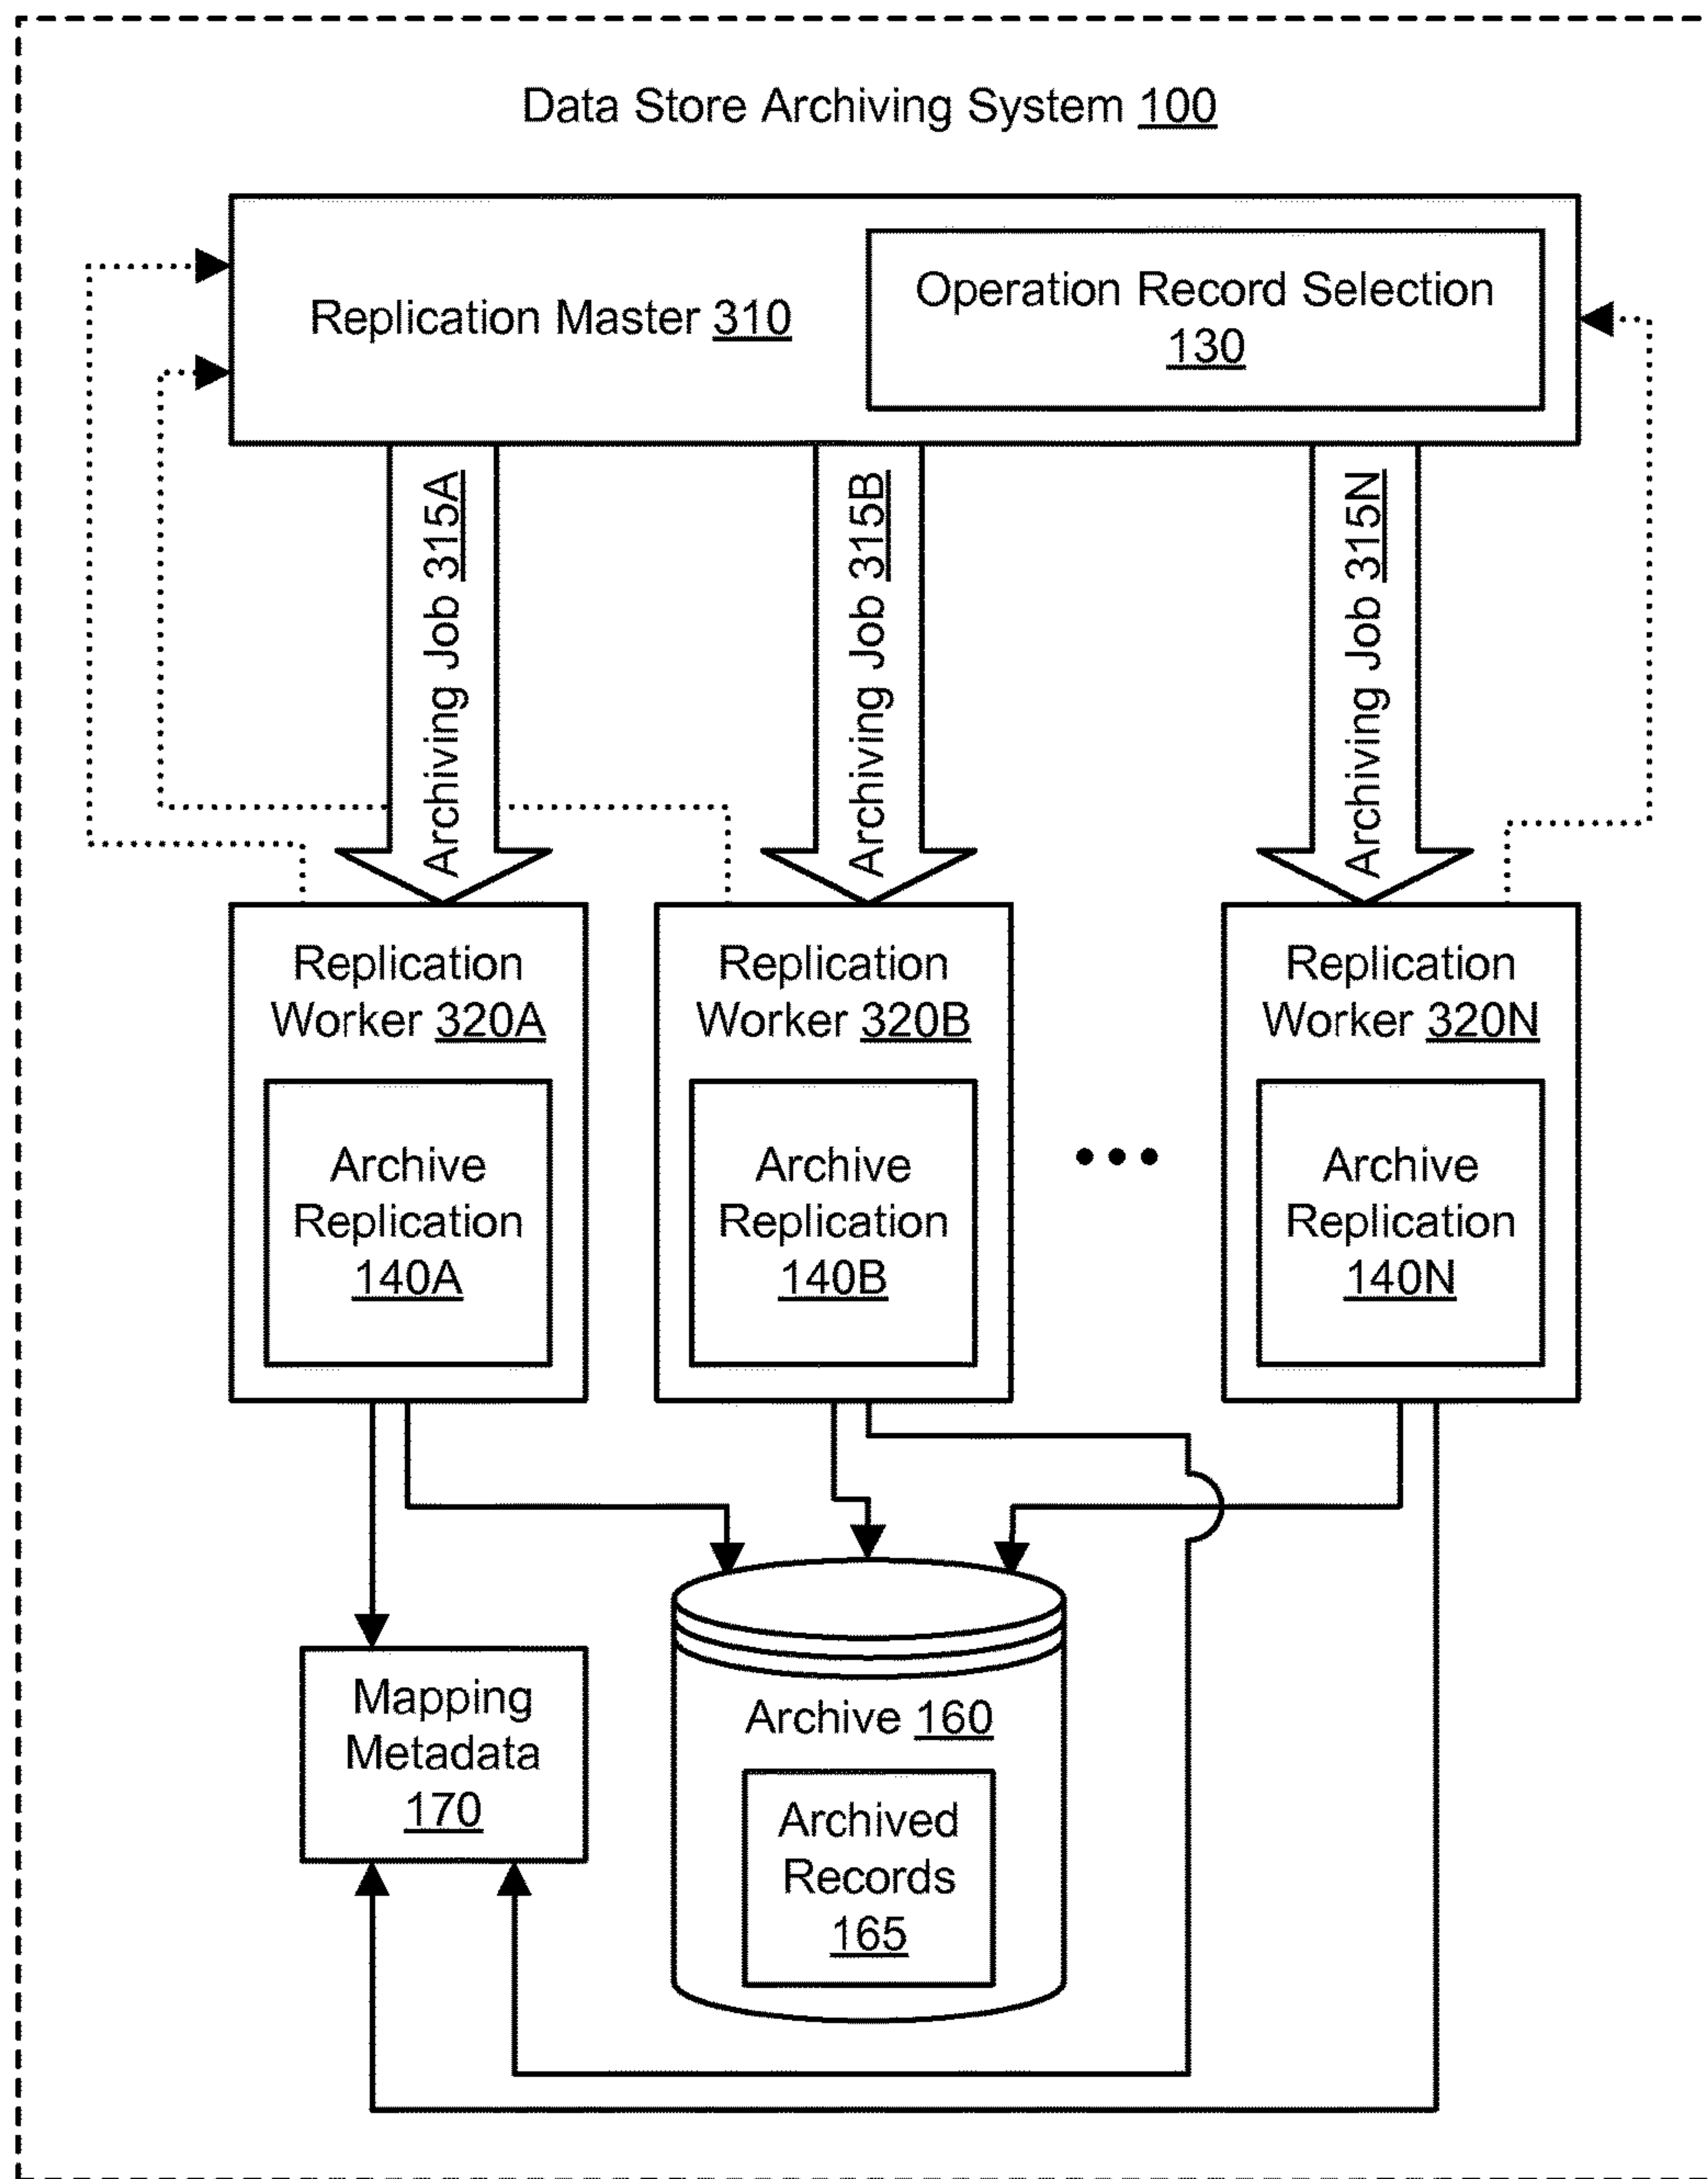 Data Store Archiving System 100
Replication Master 310
Operation Record Selection
130
Archiving Job 315A
Archiving Job 315B
Archiving Job 315N
Replication
Worker 320A
Archive
Replication
140A
Replication
Worker 320B
Archive
Replication
140B
Replication
Worker 320N
Archive
Replication
140N
Mapping
Metadata
170
Archive 160
Archived
Records
165